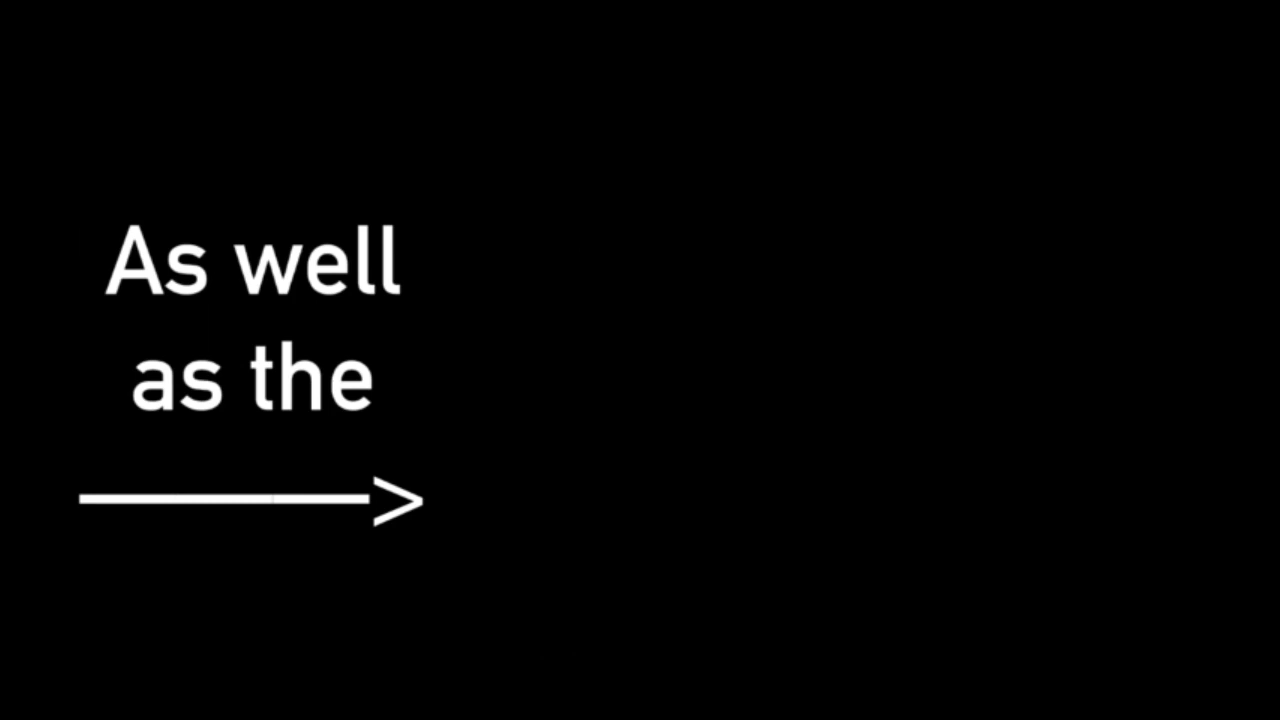 As well
as the
———>